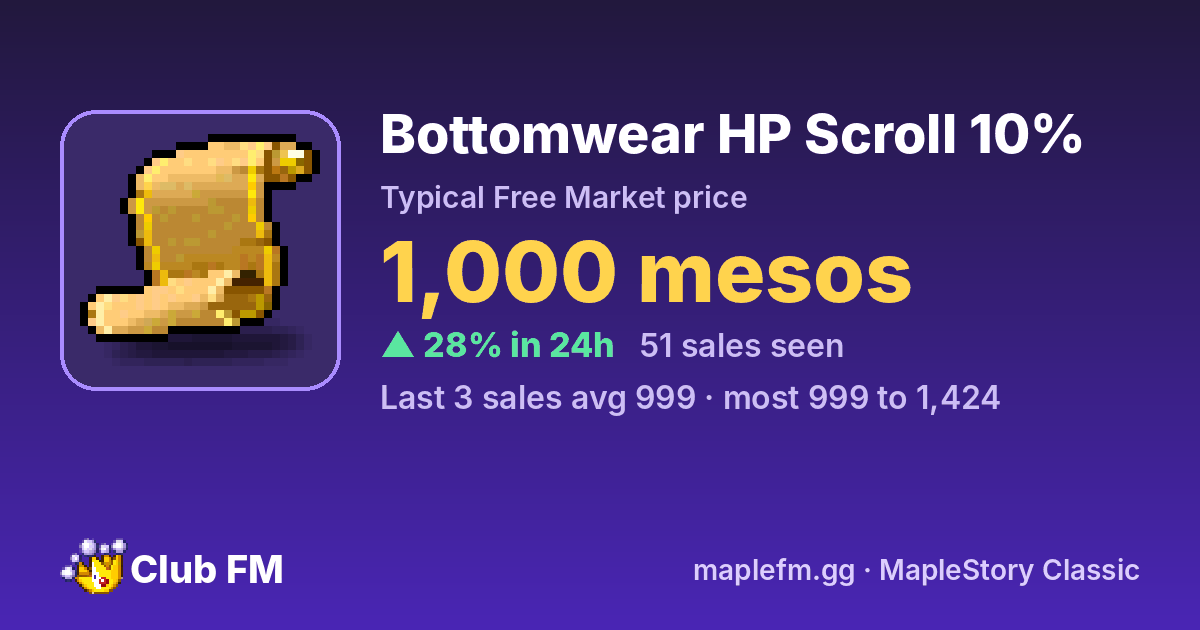 Bottomwear HP Scroll 10%
Typical Free Market price
1,000 mesos
▲ 28% in 24h 51 sales seen
Last 3 sales avg 999 · most 999 to 1,424
Club FM
maplefm.gg · MapleStory Classic